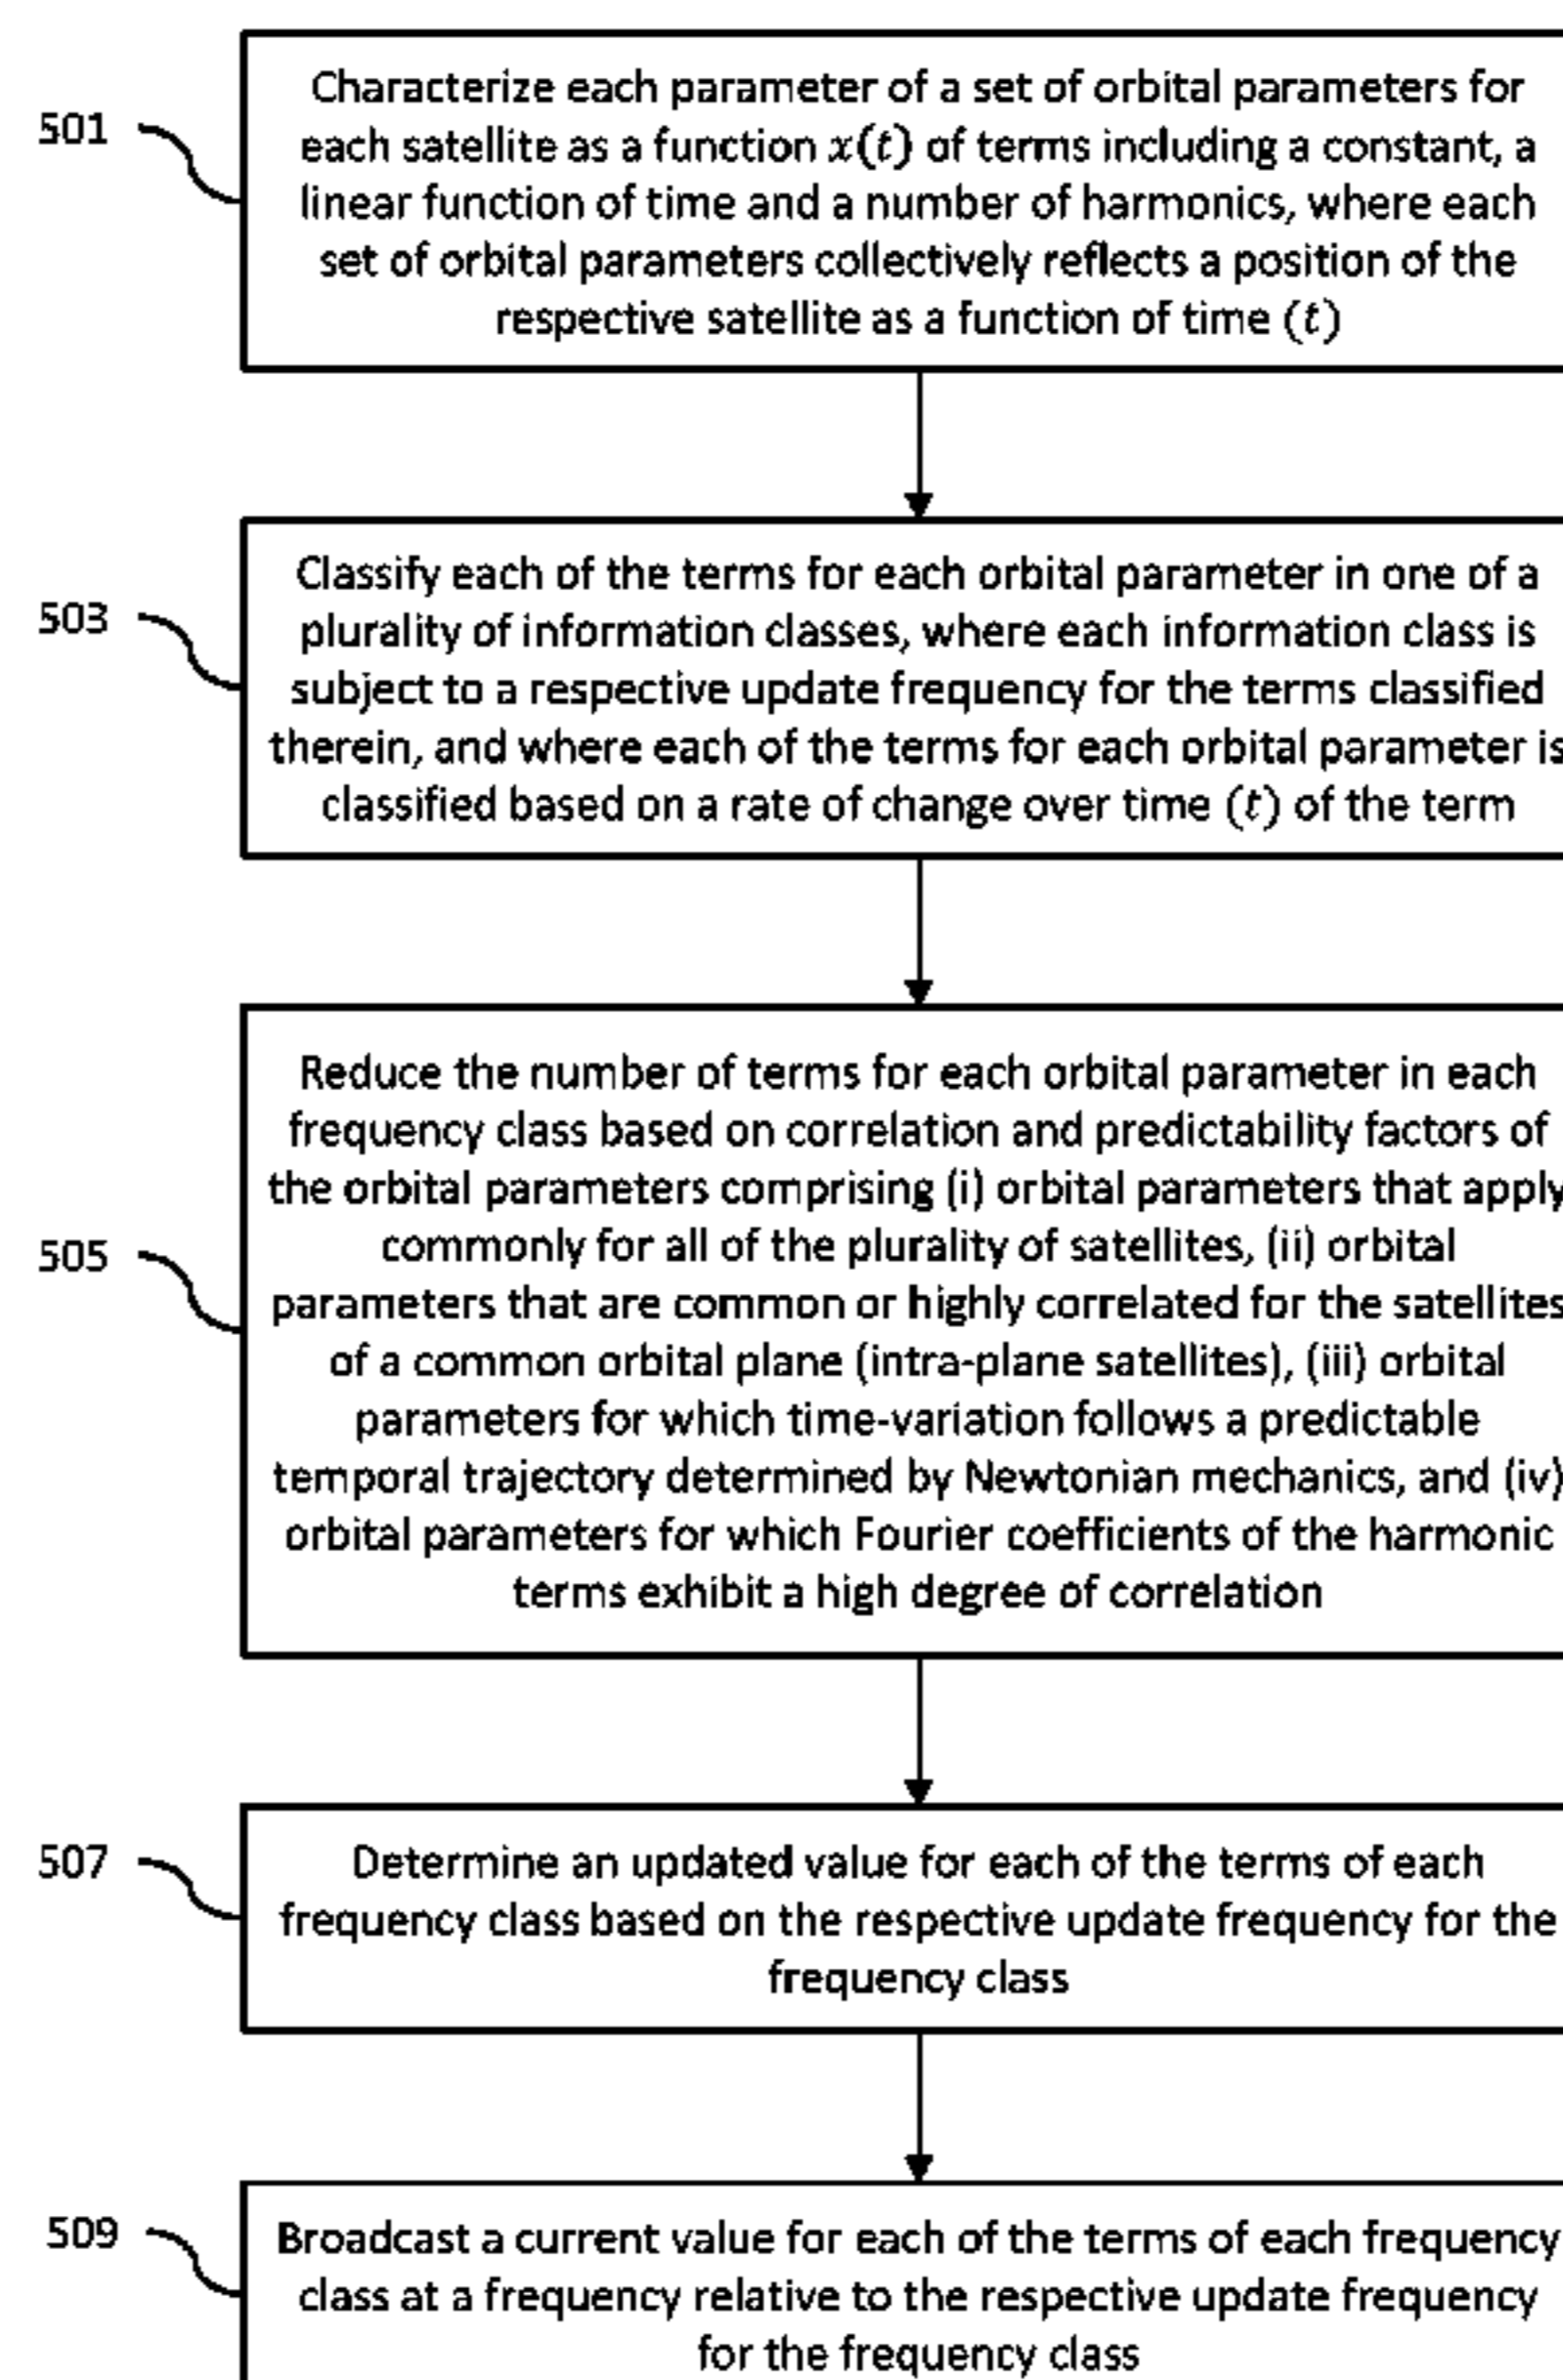 501
Characterize each parameter of a set of orbital parameters for
each satellite as a function x(t) of terms including a constant, a
linear function of time and a number of harmonics, where each
set of orbital parameters collectively reflects a position of the
respective satellite as a function of time (t)
503
Classify each of the terms for each orbital parameter in one of a
plurality of information classes, where each information class is
subject to a respective update frequency for the terms classified
therein, and where each of the terms for each orbital parameter is
classified based on a rate of change over time (t) of the term
505
Reduce the number of terms for each orbital parameter in each
frequency class based on correlation and predictability factors of
the orbital parameters comprising (i) orbital parameters that apply
commonly for all of the plurality of satellites, (ii) orbital
parameters that are common or highly correlated for the satellites
of a common orbital plane (intra-plane satellites), (iii) orbital
parameters for which time-variation follows a predictable
temporal trajectory determined by Newtonian mechanics, and (iv)
orbital parameters for which Fourier coefficients of the harmonic
terms exhibit a high degree of correlation
507
Determine an updated value for each of the terms of each
frequency class based on the respective update frequency for the
frequency class
509
Broadcast a current value for each of the terms of each frequency
class at a frequency relative to the respective update frequency
for the frequency class